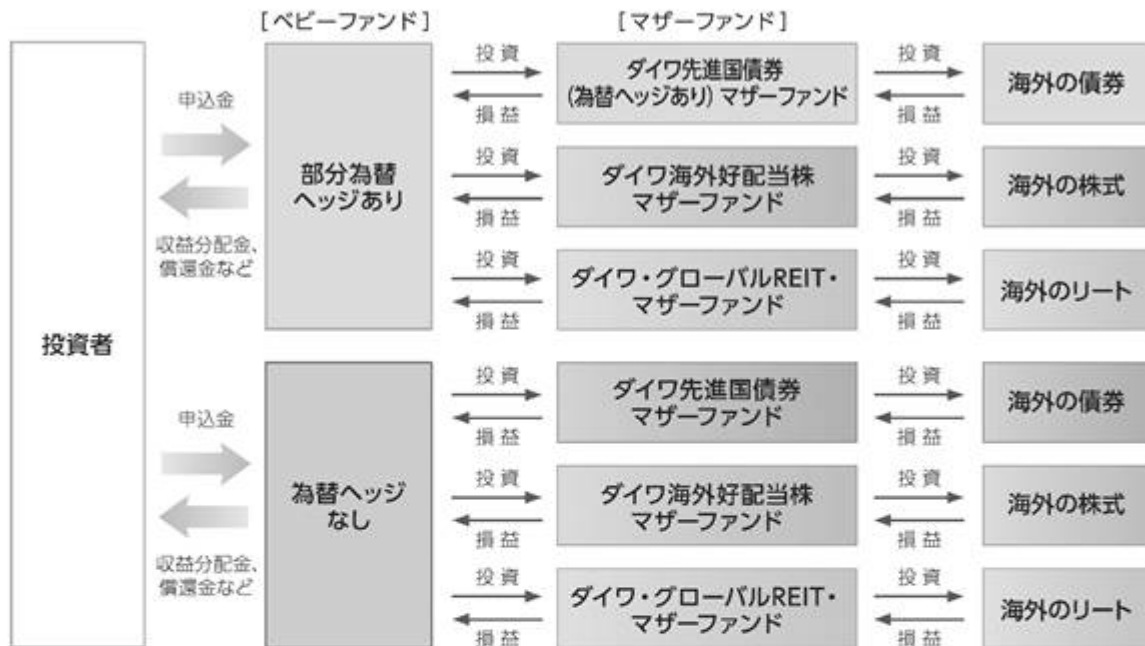 [ベビーファンド]
[マザーファンド]
投資者
申込金
収益分配金、
償還金など
部分為替
ヘッジあり
投資
損益
ダイワ先進国債券
(為替ヘッジあり) マザーファンド
投資
損益
海外の債券
投資
損益
ダイワ海外好配当株
マザーファンド
投資
損益
海外の株式
投資
損益
ダイワ・グローバルREIT・
マザーファンド
投資
損益
海外のリート
申込金
収益分配金、
償還金など
為替ヘッジ
なし
投資
損益
ダイワ先進国債券
マザーファンド
投資
損益
海外の債券
投資
損益
ダイワ海外好配当株
マザーファンド
投資
損益
海外の株式
投資
損益
ダイワ・グローバルREIT・
マザーファンド
投資
損益
海外のリート